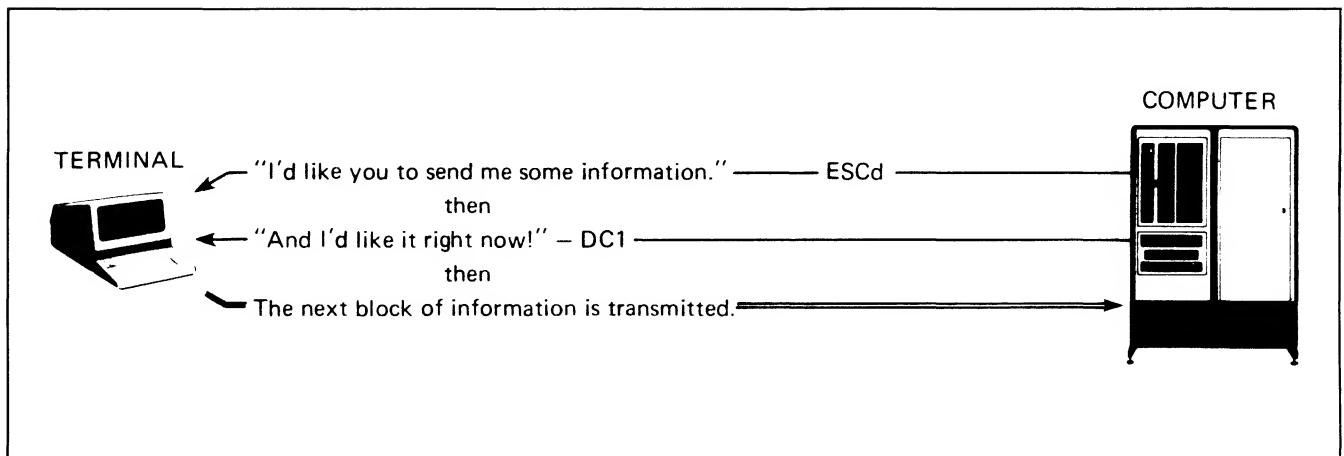 COMPUTER
TERMINAL
"I'd like you to send me some information." ESCd
then
"And I'd like it right now!" – DC1
then
The next block of information is transmitted.